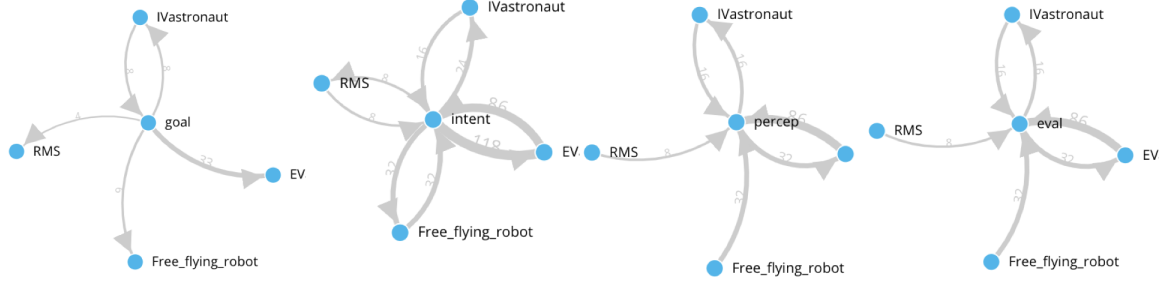 IVastronaut
8
8
goal
4
RMS
33
EV
9
Free_flying_robot
IVastronaut
16
24
RMS
8
8
intent
86
118
EV
32
32
Free_flying_robot
IVastronaut
16
16
percep
86
RMS
8
32
32
Free_flying_robot
IVastronaut
16
16
eval
86
RMS
8
32
EV
32
Free_flying_robot